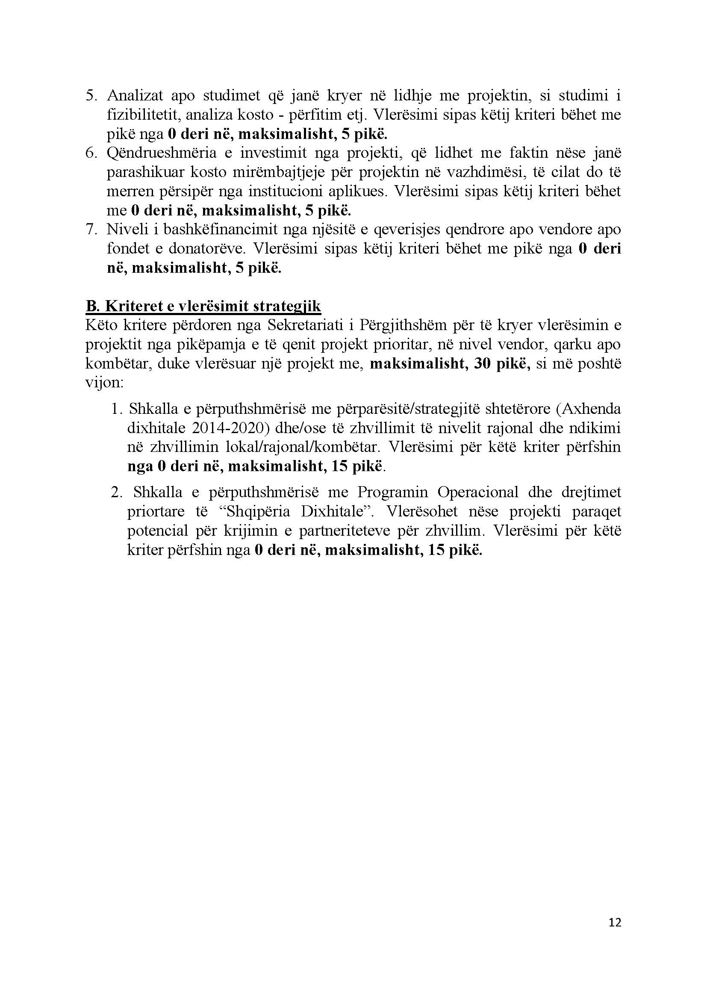 5. Analizat apo studimet që janë kryer në lidhje me projektin, si studimi i
fizibilitetit, analiza kosto - përfitim etj. Vlerësimi sipas këtij kriteri bëhet me
pikë nga 0 deri në, maksimalisht, 5 pikë.
6. Qëndrueshmëria e investimit nga projekti, që lidhet me faktin nëse janë
parashikuar kosto mirëmbajtjeje për projektin në vazhdimësi, të cilat do të
merren përsipër nga institucioni aplikues. Vlerësimi sipas këtij kriteri bëhet
me 0 deri në, maksimalisht, 5 pikë.
7. Niveli i bashkëfinancimit nga njësitë e qeverisjes qendrore apo vendore apo
fondet e donatorëve. Vlerësimi sipas këtij kriteri bëhet me pikë nga 0 deri
në, maksimalisht, 5 pikë.
B. Kriteret e vlerësimit strategjik
Këto kritere përdoren nga Sekretariati i Përgjithshëm për të kryer vlerësimin e
projektit nga pikëpamja e të qenit projekt prioritar, në nivel vendor, qarku apo
kombëtar, duke vlerësuar një projekt me, maksimalisht, 30 pikë, si më poshtë
vijon:
1. Shkalla e përputhshmërisë me përparësitë/strategjitë shtetërore (Axhenda
dixhitale 2014-2020) dhe/ose të zhvillimit të nivelit rajonal dhe ndikimi
në zhvillimin lokal/rajonal/kombëtar. Vlerësimi për këtë kriter përfshin
nga 0 deri në, maksimalisht, 15 pikë.
2. Shkalla e përputhshmërisë me Programin Operacional dhe drejtimet
priortare të “Shqipëria Dixhitale”. Vlerësohet nëse projekti paraqet
potencial për krijimin e partneriteteve për zhvillim. Vlerësimi për këtë
kriter përfshin nga 0 deri në, maksimalisht, 15 pikë.
12